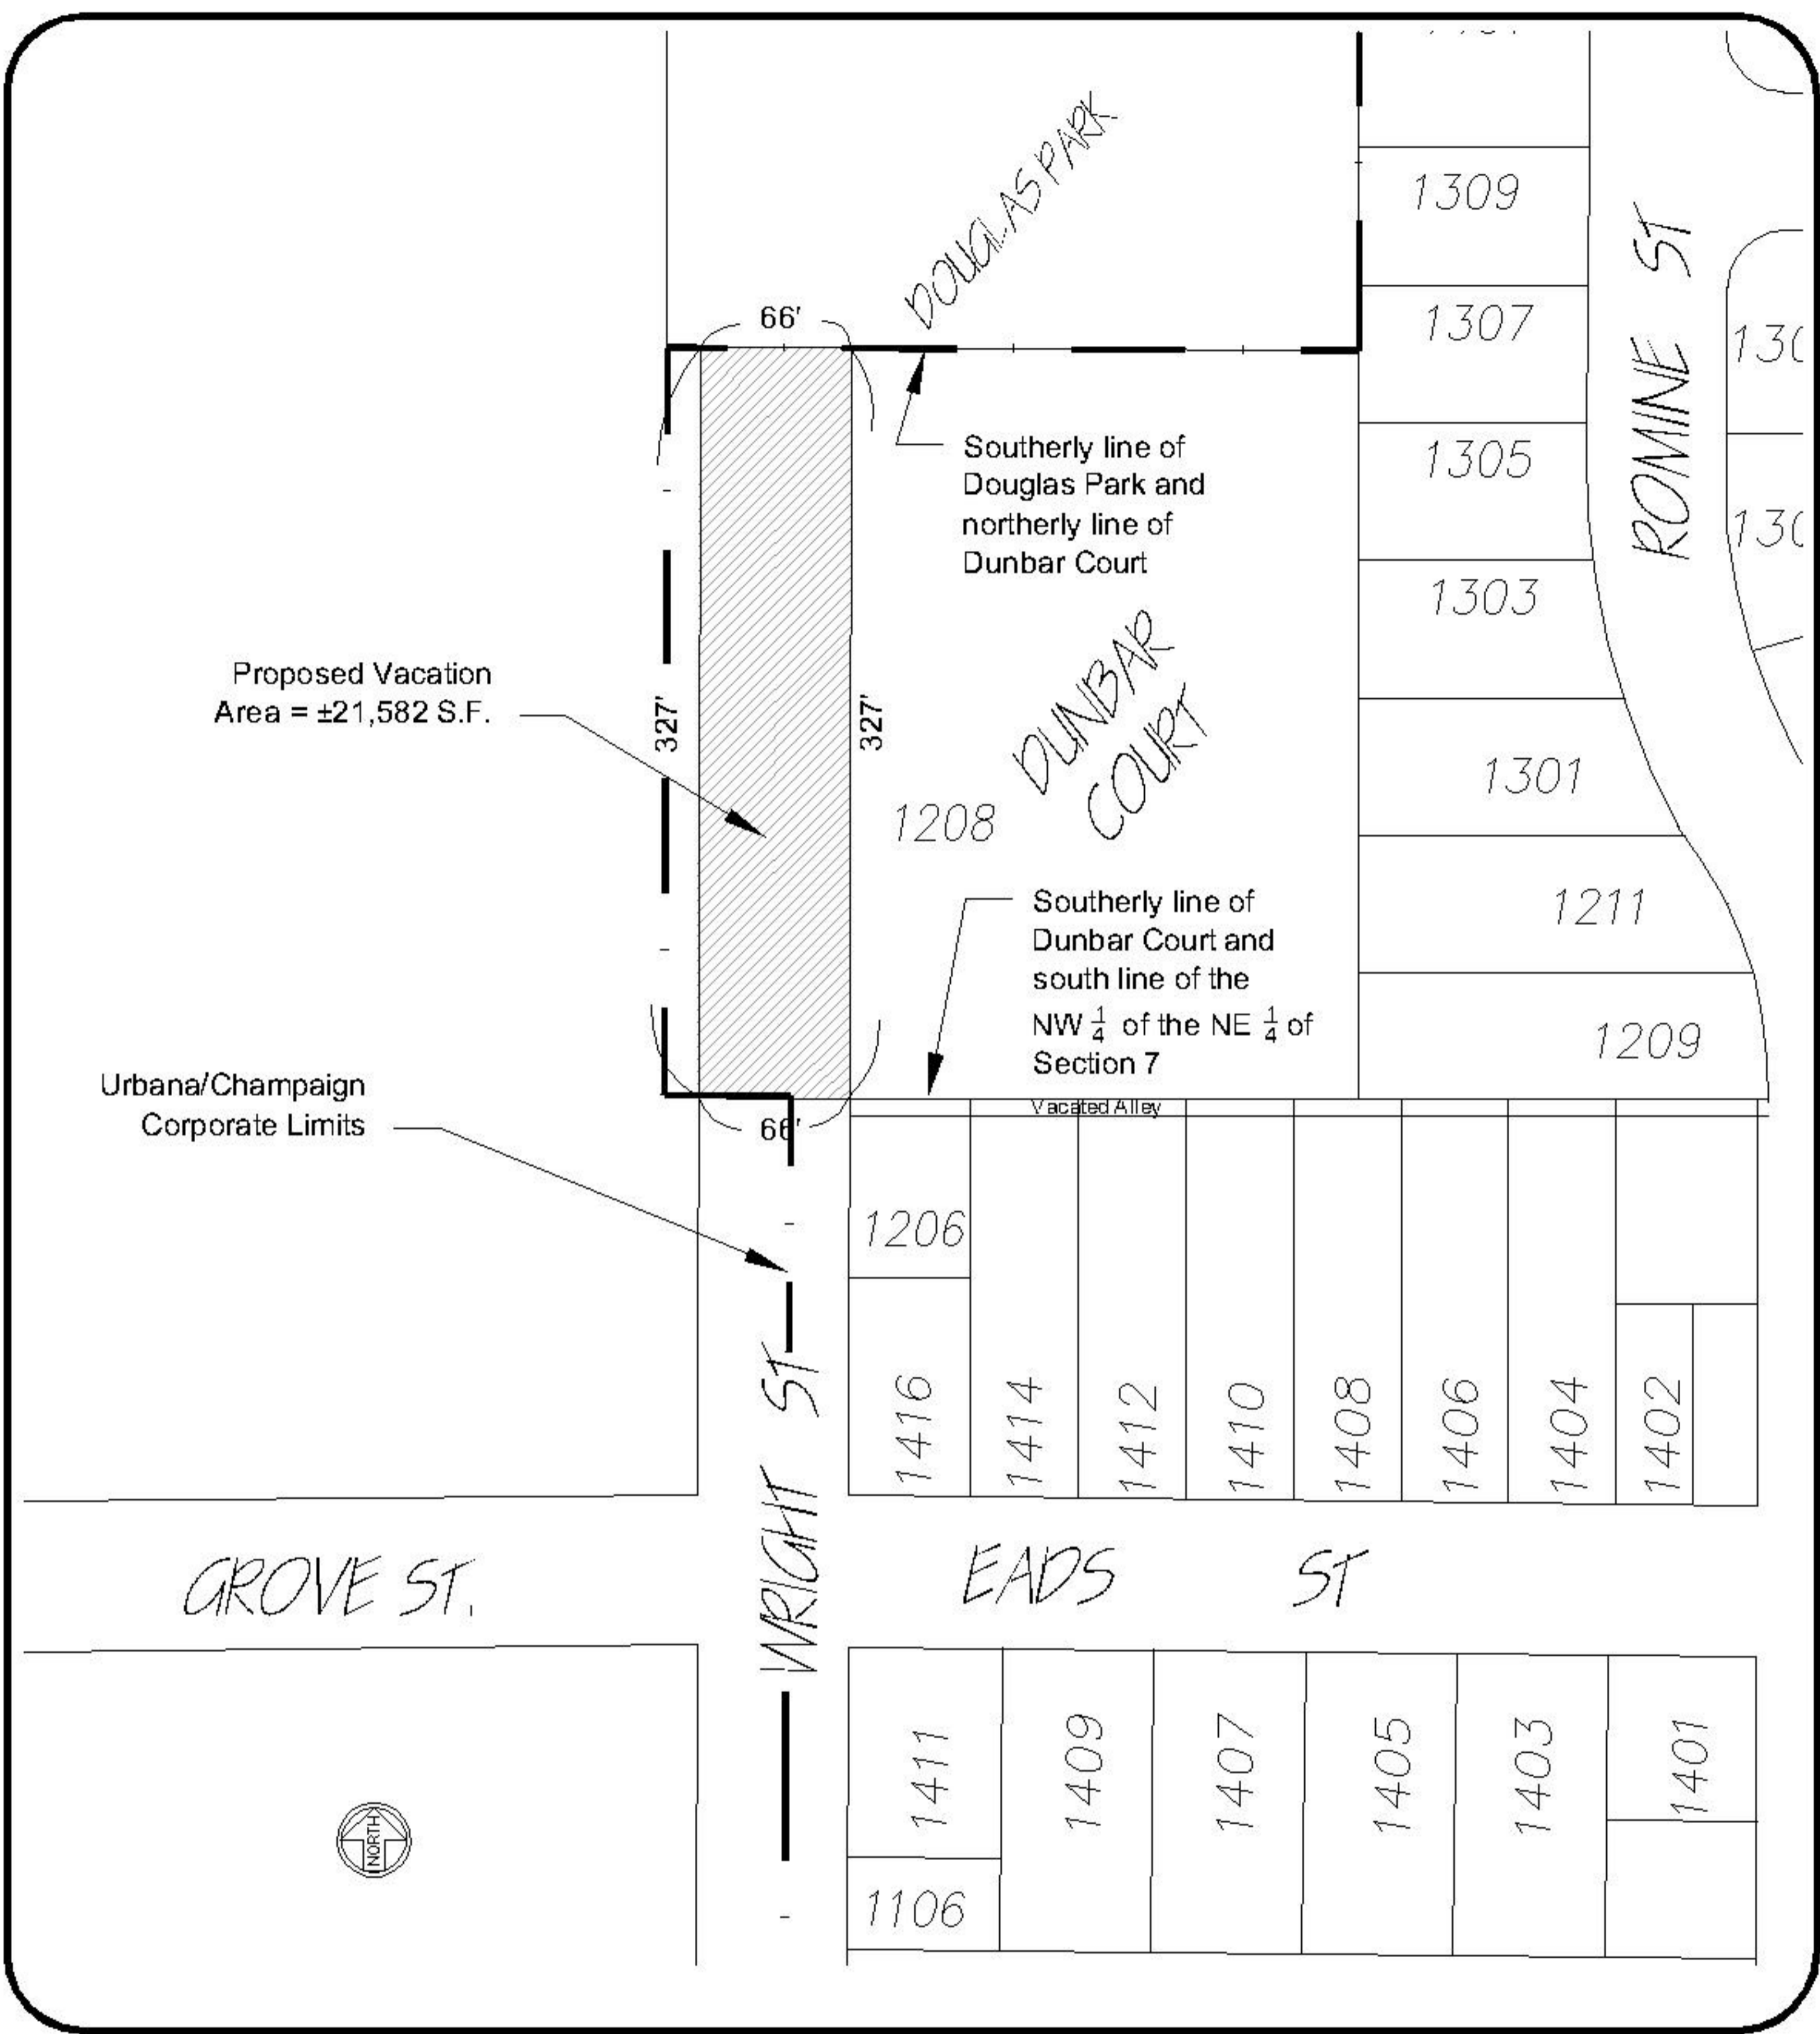 DOUGLAS PARK
1309
66'
1307
ROMINE ST
Southerly line of
Douglas Park and
northerly line of
Dunbar Court
1305
1303
Proposed Vacation
Area = ±21,582 S.F.
327'
327'
DUNBAR
COURT
1301
1208
Southerly line of
Dunbar Court and
south line of the
NW 1/4 of the NE 1/4 of
Section 7
1211
1209
Urbana/Champaign
Corporate Limits
Vacated Alley
66'
1206
1416
1414
1412
1410
1408
1406
1404
1402
WRIGHT ST
GROVE ST.
EADS ST
1411
1409
1407
1405
1403
1401
NORTH
1106